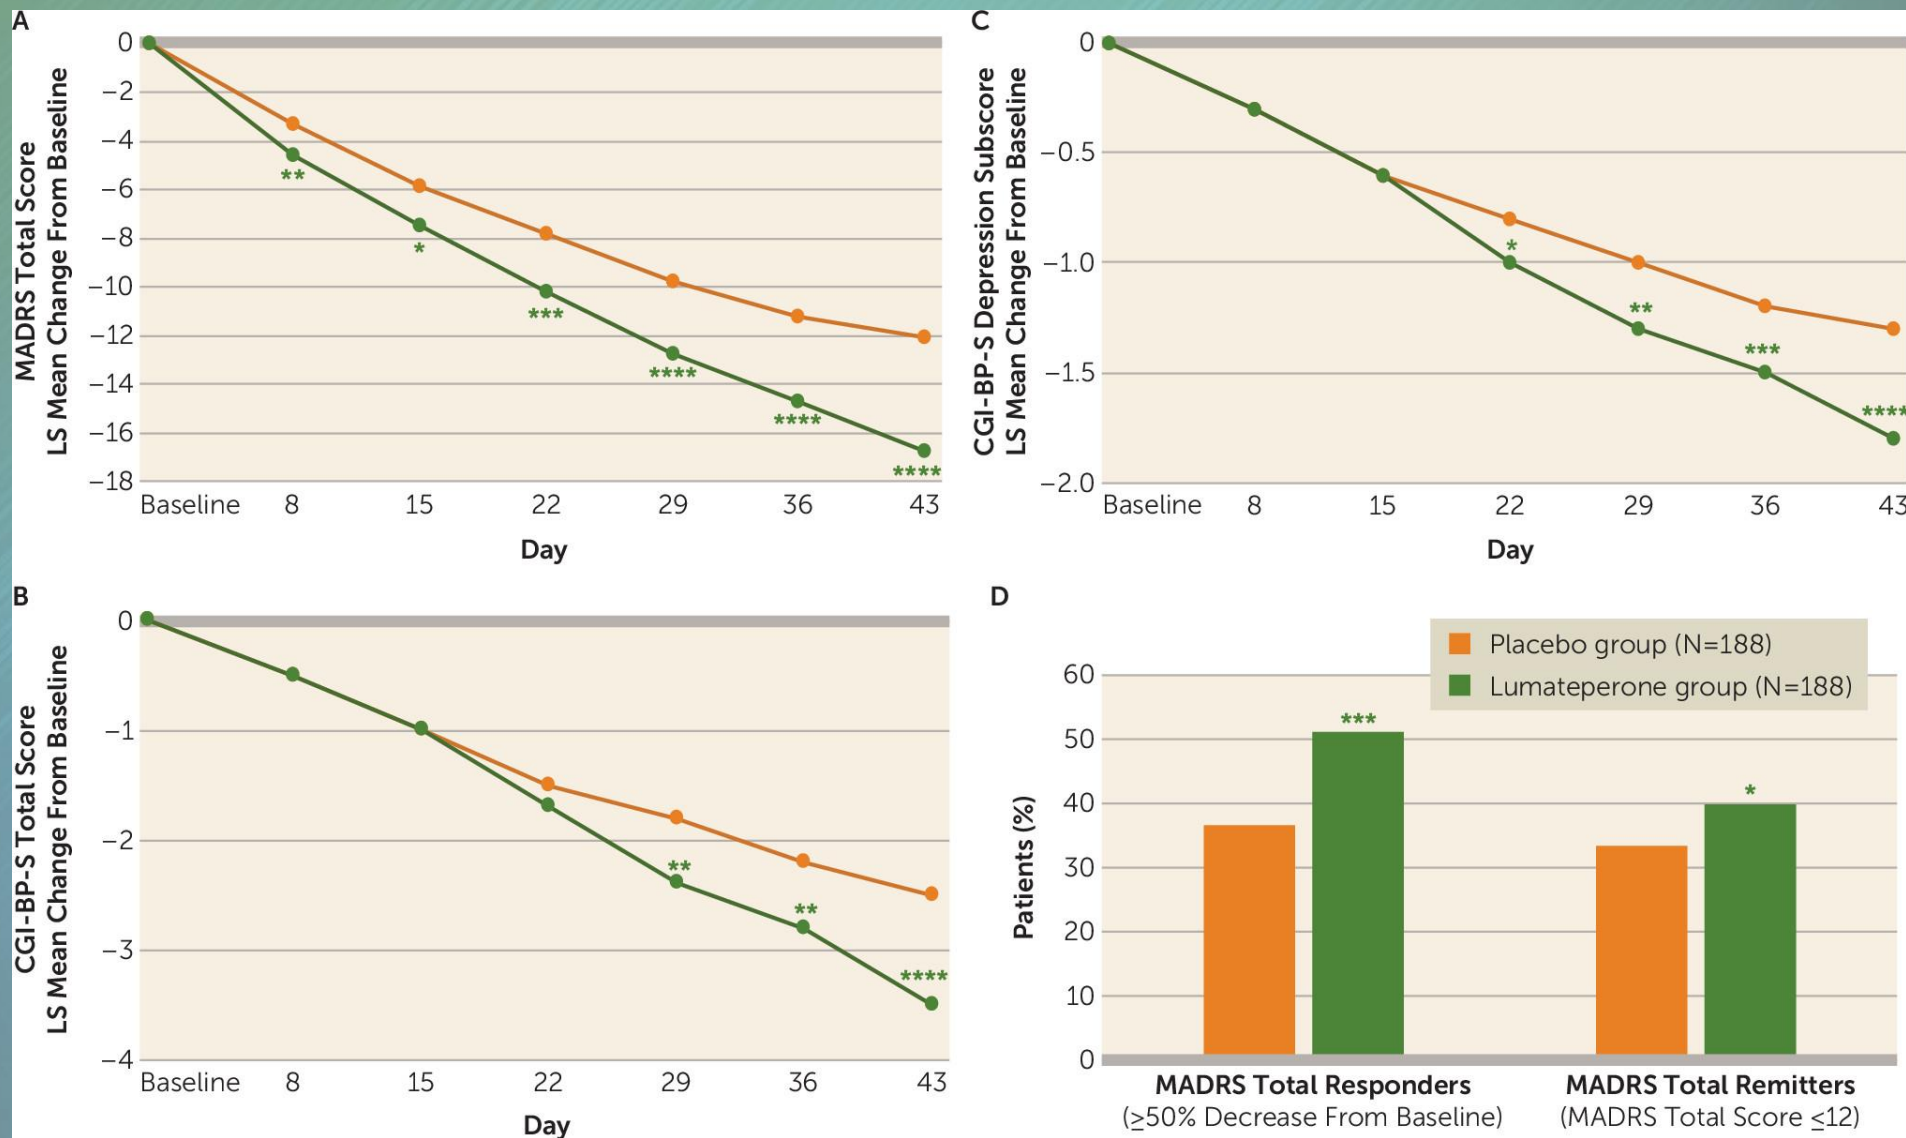 A
MADRS Total Score
LS Mean Change From Baseline
0
−2
−4
−6
−8
−10
−12
−14
−16
−18
**
*
***
****
****
****
Baseline 8 15 22 29 36 43
Day
B
CGI-BP-S Total Score
LS Mean Change From Baseline
0
−1
−2
−3
−4
**
**
****
Baseline 8 15 22 29 36 43
Day
C
CGI-BP-S Depression Subscore
LS Mean Change From Baseline
0
−0.5
−1.0
−1.5
−2.0
*
**
***
****
Baseline 8 15 22 29 36 43
Day
D
Placebo group (N=188)
Lumateperone group (N=188)
Patients (%)
60
50
40
30
20
10
0
***
*
MADRS Total Responders
(≥50% Decrease From Baseline)
MADRS Total Remitters
(MADRS Total Score ≤12)